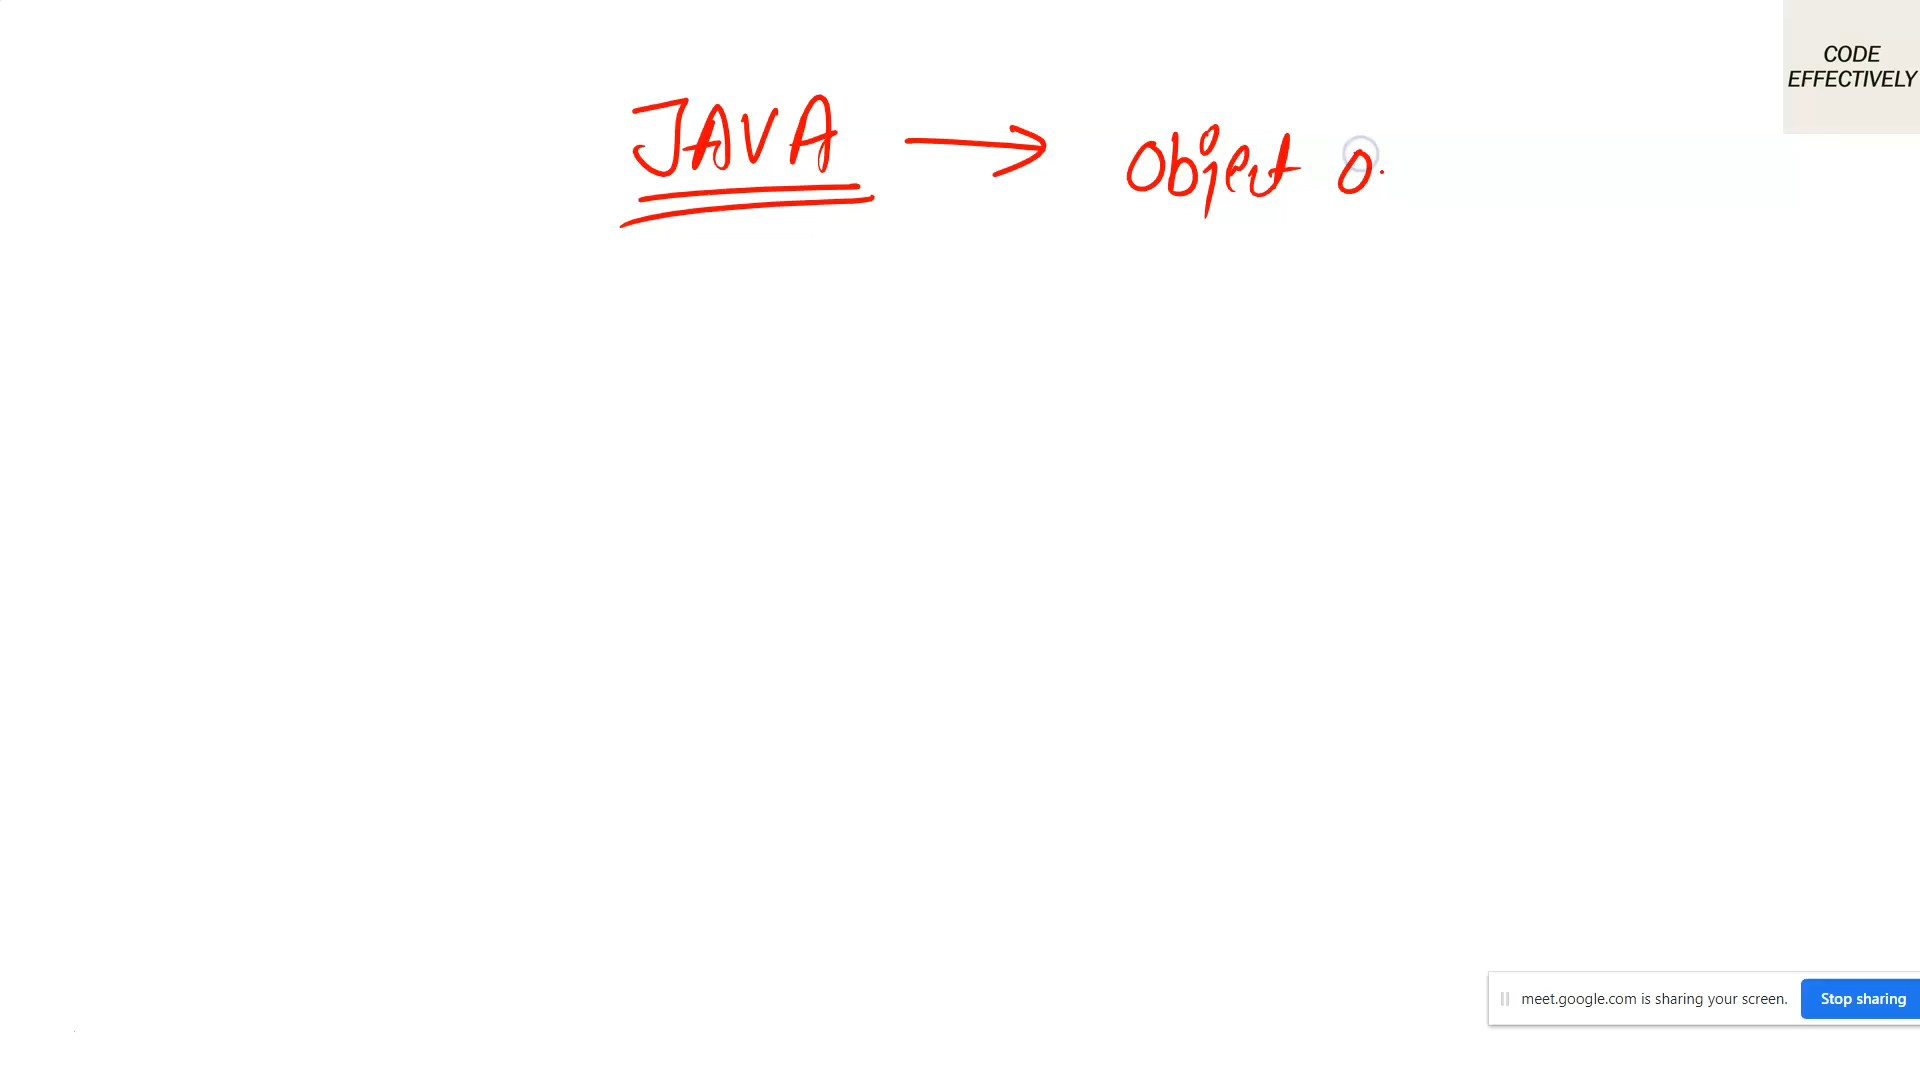 CODE
EFFECTIVELY
JAVA → Object o.
meet.google.com is sharing your screen. Stop sharing